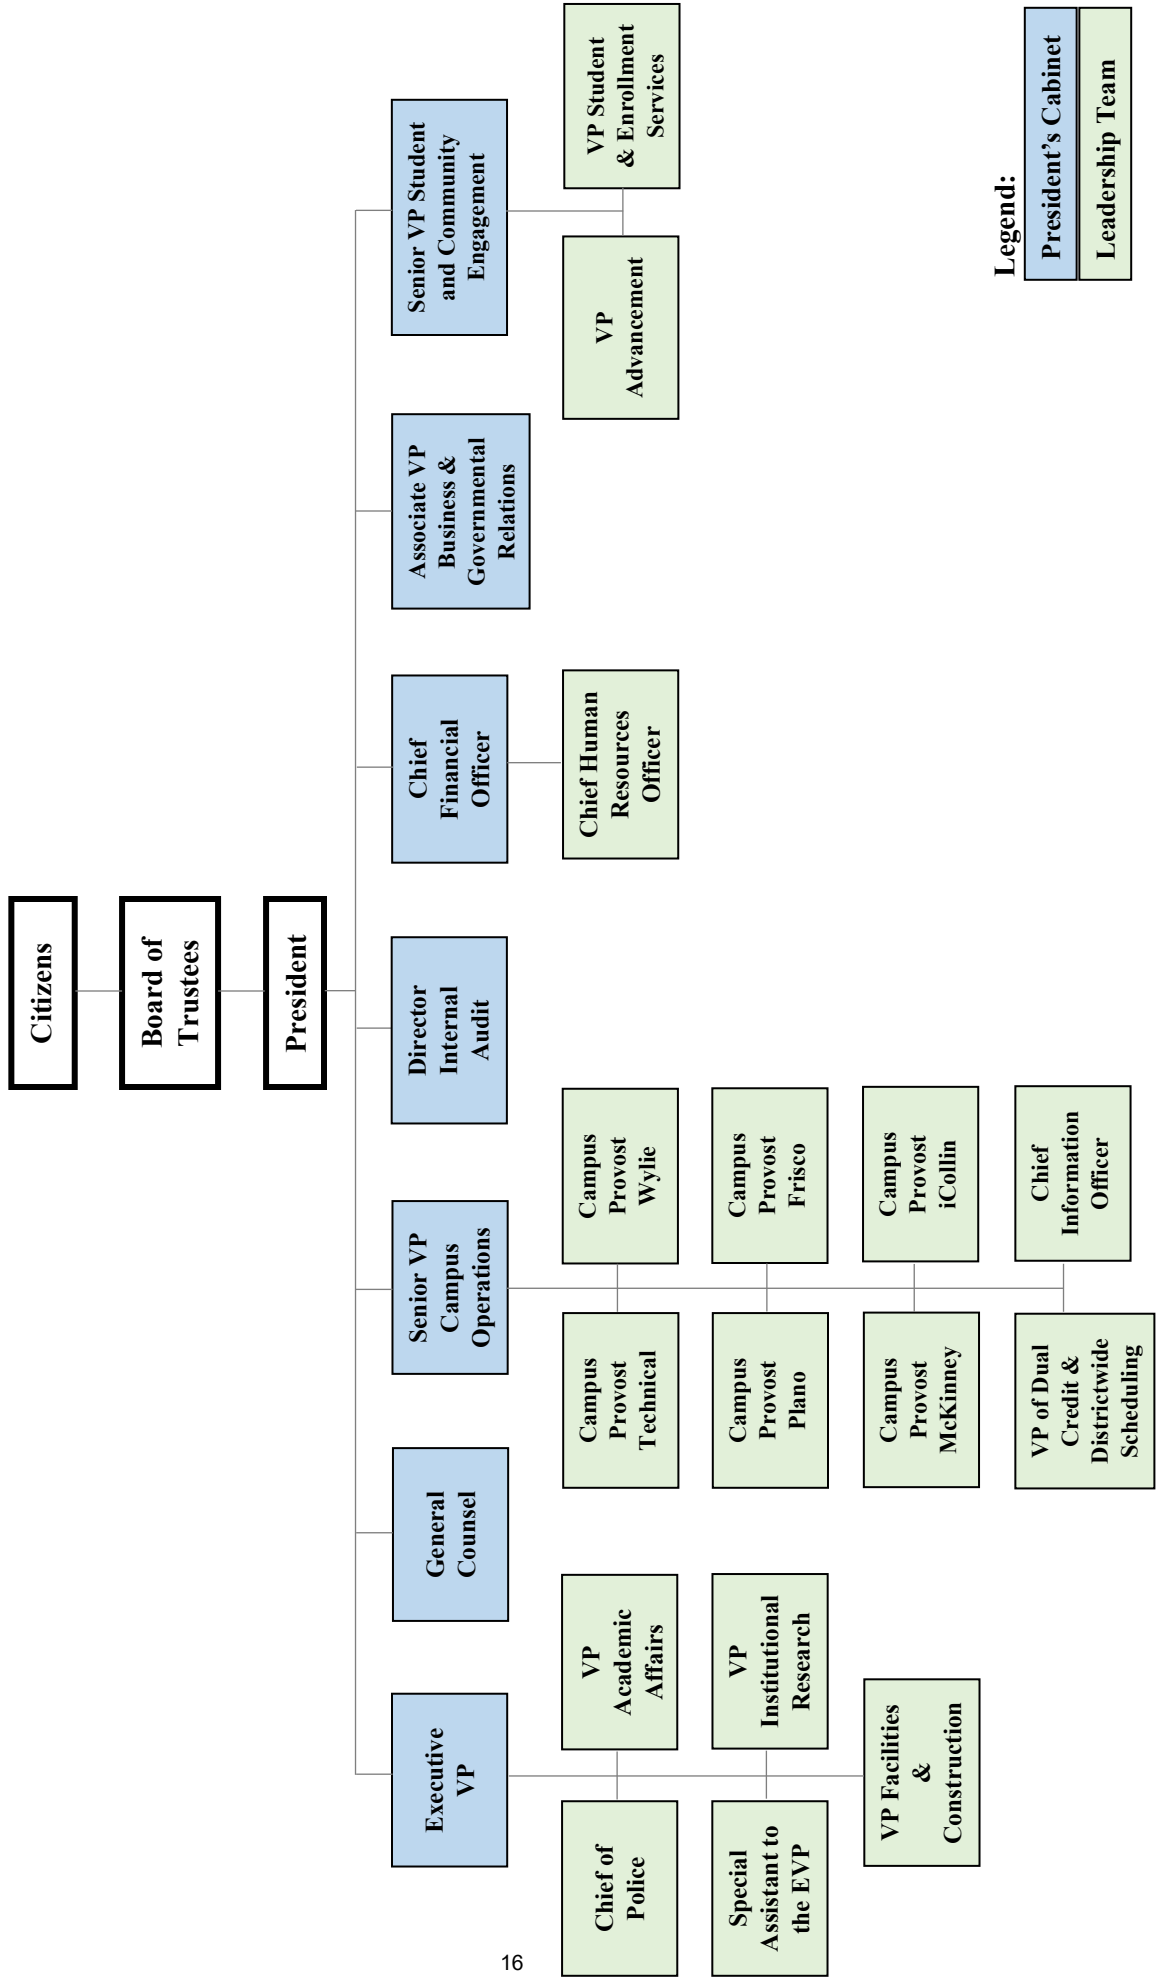 Citizens
Board of
Trustees
President
Executive
VP
General
Counsel
Senior VP
Campus
Operations
Director
Internal
Audit
Chief
Financial
Officer
Associate VP
Business &
Governmental
Relations
Senior VP Student
and Community
Engagement
Chief of
Police
VP
Academic
Affairs
Special
Assistant to
the EVP
VP
Institutional
Research
VP Facilities
&
Construction
Campus
Provost
Technical
Campus
Provost
Wylie
Campus
Provost
Plano
Campus
Provost
Frisco
Campus
Provost
McKinney
Campus
Provost
iCollin
VP of Dual
Credit &
Districtwide
Scheduling
Chief
Information
Officer
Chief Human
Resources
Officer
VP
Advancement
VP Student
& Enrollment
Services
Legend:
President’s Cabinet
Leadership Team
16